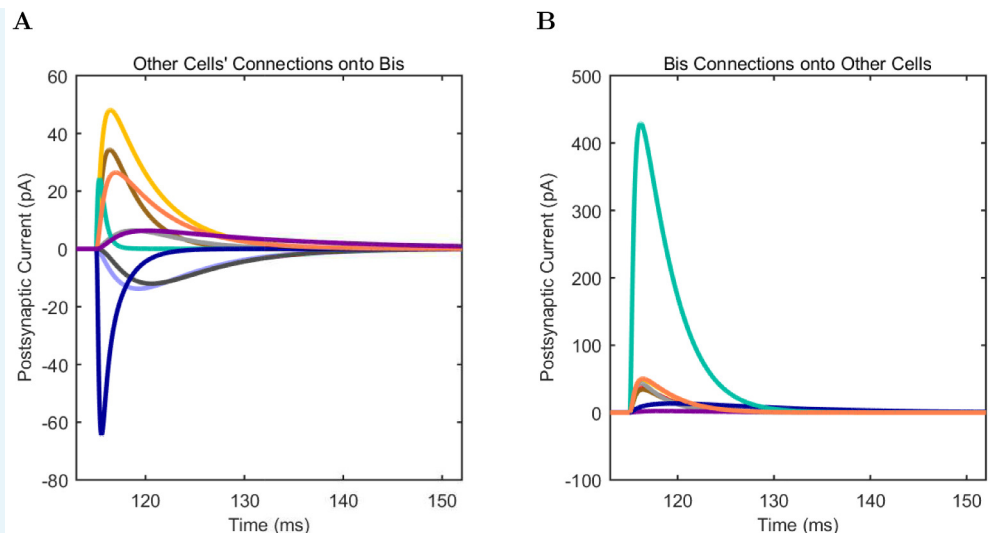 A
B
Other Cells' Connections onto Bis
60
40
20
0
-20
-40
-60
-80
Postsynaptic Current (pA)
120
130
140
150
Time (ms)
Bis Connections onto Other Cells
500
400
300
200
100
0
-100
Postsynaptic Current (pA)
120
130
140
150
Time (ms)